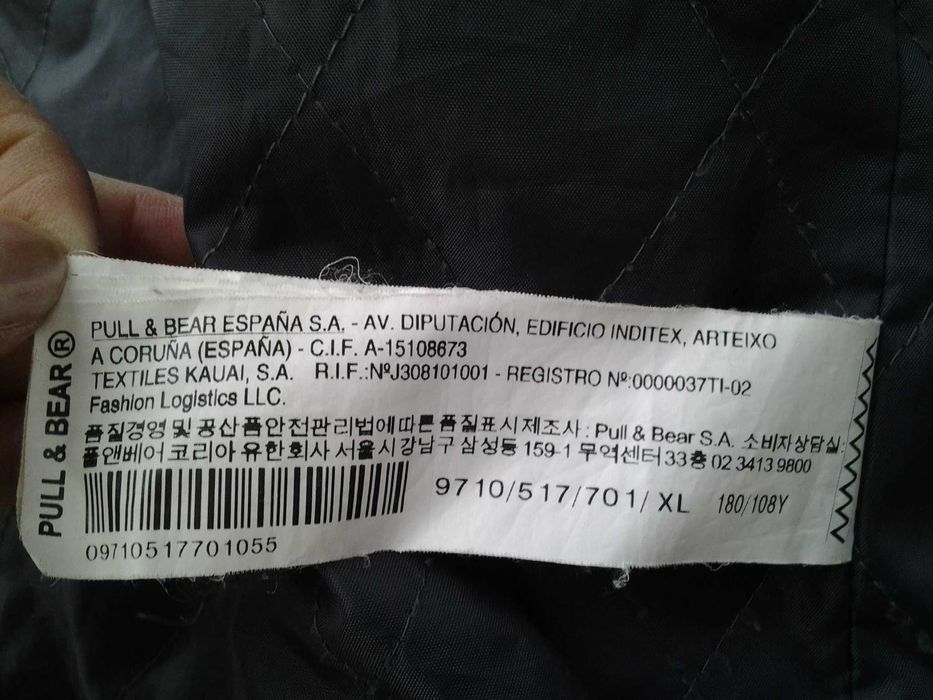 PULL & BEAR®
PULL & BEAR ESPAÑA S.A. - AV. DIPUTACIÓN, EDIFICIO INDITEX, ARTEIXO
A CORUÑA (ESPAÑA) - C.I.F. A-15108673
TEXTILES KAUAI, S.A. R.I.F.:NºJ308101001 - REGISTRO Nº:0000037TI-02
Fashion Logistics LLC.
품질경영 및 공산품안전관리법에따른품질표시제조사 : Pull & Bear S.A. 소비자상담실:
풀앤베어코리아유한회사 서울시강남구삼성동 159-1 무역센터 33층 02 3413 9800
9710/517/701/ XL 180/108Y
09710517701055